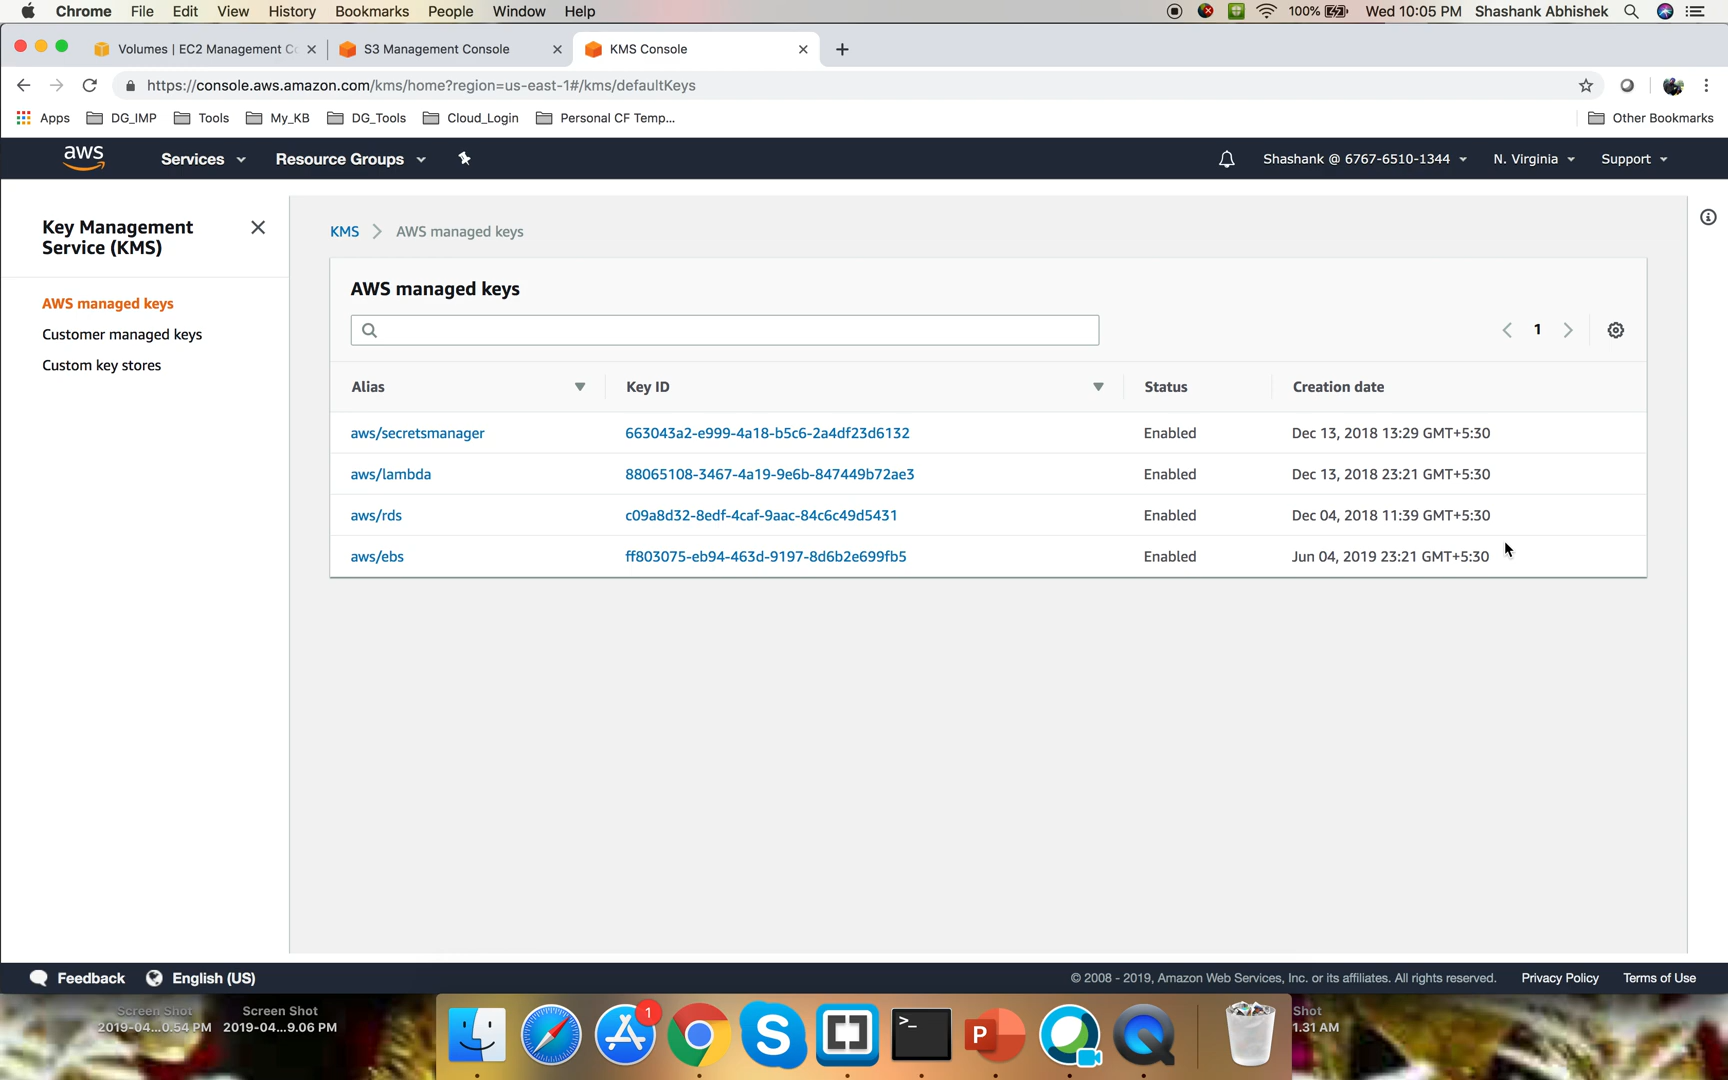 Chrome File Edit View History Bookmarks People Window Help 100% Wed 10:05 PM Shashank Abhishek
Volumes | EC2 Management Co S3 Management Console KMS Console
https://console.aws.amazon.com/kms/home?region=us-east-1#/kms/defaultKeys
Apps DG_IMP Tools My_KB DG_Tools Cloud_Login Personal CF Temp... Other Bookmarks
aws Services Resource Groups Shashank @ 6767-6510-1344 N. Virginia Support
Key Management
Service (KMS)
AWS managed keys
Customer managed keys
Custom key stores
KMS > AWS managed keys
AWS managed keys
1
Alias Key ID Status Creation date
aws/secretsmanager 663043a2-e999-4a18-b5c6-2a4df23d6132 Enabled Dec 13, 2018 13:29 GMT+5:30
aws/lambda 88065108-3467-4a19-9e6b-847449b72ae3 Enabled Dec 13, 2018 23:21 GMT+5:30
aws/rds c09a8d32-8edf-4caf-9aac-84c6c49d5431 Enabled Dec 04, 2018 11:39 GMT+5:30
aws/ebs ff803075-eb94-463d-9197-8d6b2e699fb5 Enabled Jun 04, 2019 23:21 GMT+5:30
Feedback English (US) © 2008 - 2019, Amazon Web Services, Inc. or its affiliates. All rights reserved. Privacy Policy Terms of Use
Screen Shot Screen Shot Shot
2019-04...0.54 PM 2019-04...9.06 PM 1.31 AM
1
S
P